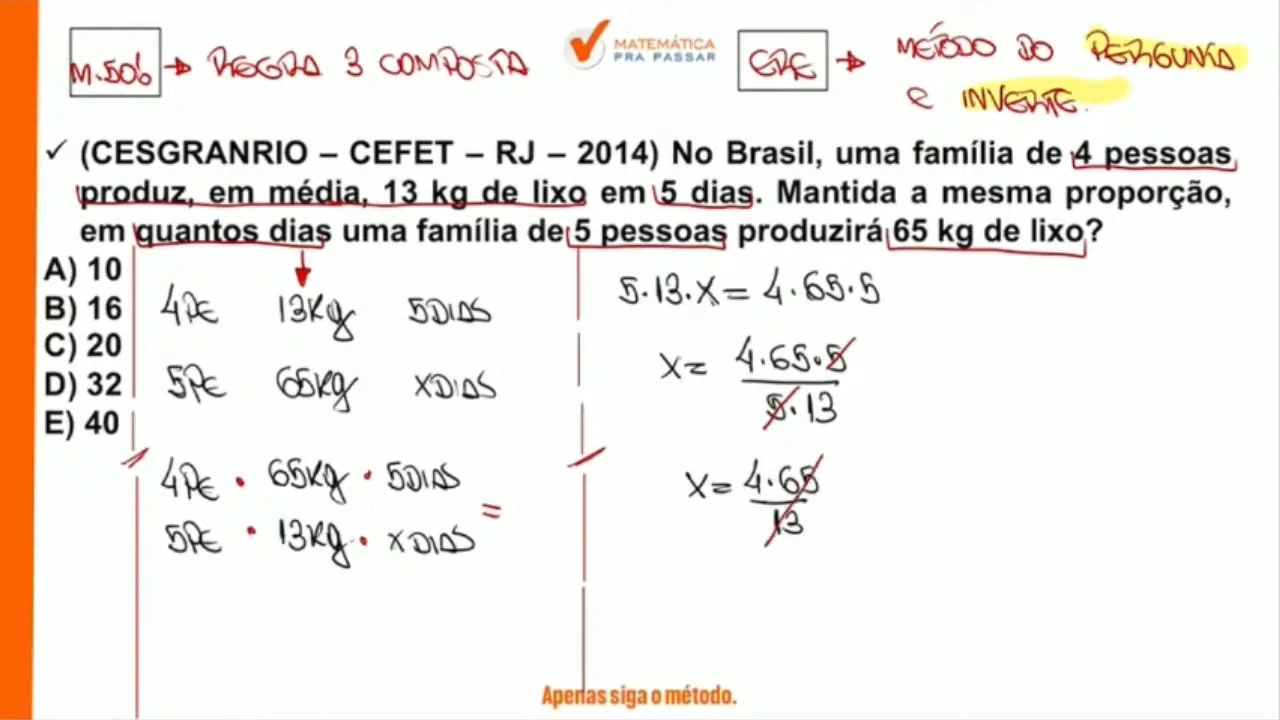 M.506 → REGRA 3 COMPOSTA
MATEMÁTICA
PRA PASSAR
→ MÉTODO DO PERGUNTA
e INVERTE.
✓ (CESGRANRIO – CEFET – RJ – 2014) No Brasil, uma família de 4 pessoas
produz, em média, 13 kg de lixo em 5 dias. Mantida a mesma proporção,
em quantos dias uma família de 5 pessoas produzirá 65 kg de lixo?
A) 10
B) 16
C) 20
D) 32
E) 40
4PE 13Kg 5DIAS
5PE 65Kg XDIAS
4PE • 65Kg • 5DIAS
=
5PE • 13Kg • XDIAS
5.13.X = 4.65.5
X = 4.65.5
5.13
X = 4.65
13
Apenas siga o método.